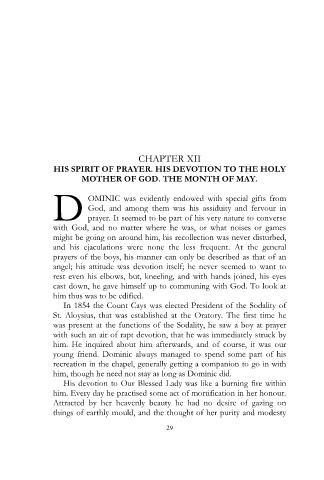 CHAPTER XII
HIS SPIRIT OF PRAYER. HIS DEVOTION TO THE HOLY
MOTHER OF GOD. THE MONTH OF MAY.
DOMINIC was evidently endowed with special gifts from
God, and among them was his assiduity and fervour in
prayer. It seemed to be part of his very nature to converse
with God, and no matter where he was, or what noises or games
might be going on around him, his recollection was never disturbed,
and his ejaculations were none the less frequent. At the general
prayers of the boys, his manner can only be described as that of an
angel; his attitude was devotion itself; he never seemed to want to
rest even his elbows, but, kneeling, and with hands joined, his eyes
cast down, he gave himself up to communing with God. To look at
him thus was to be edified.
In 1854 the Count Cays was elected President of the Sodality of
St. Aloysius, that was established at the Oratory. The first time he
was present at the functions of the Sodality, he saw a boy at prayer
with such an air of rapt devotion, that he was immediately struck by
him. He inquired about him afterwards, and of course, it was our
young friend. Dominic always managed to spend some part of his
recreation in the chapel, generally getting a companion to go in with
him, though he need not stay as long as Dominic did.
His devotion to Our Blessed Lady was like a burning fire within
him. Every day he practised some act of mortification in her honour.
Attracted by her heavenly beauty he had no desire of gazing on
things of earthly mould, and the thought of her purity and modesty
29